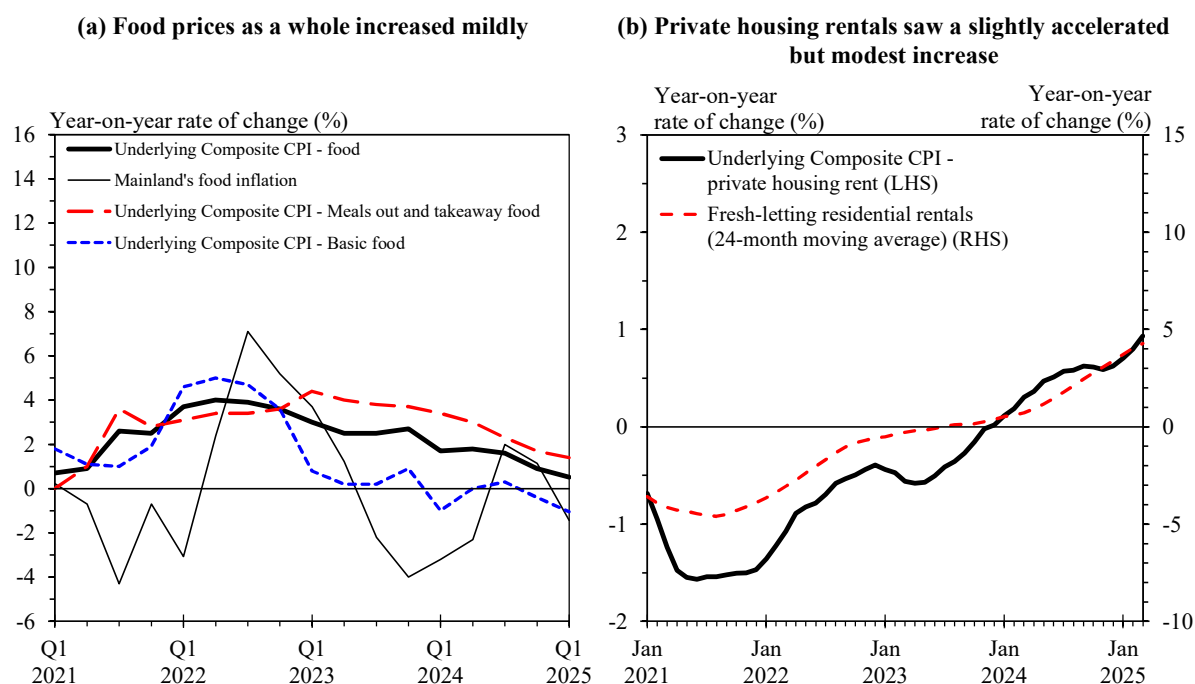 (a) Food prices as a whole increased mildly
Year-on-year rate of change (%)
16
14
12
10
8
6
4
2
0
-2
-4
-6
Underlying Composite CPI - food
Mainland's food inflation
Underlying Composite CPI - Meals out and takeaway food
Underlying Composite CPI - Basic food
Q1 Q1 Q1 Q1 Q1
2021 2022 2023 2024 2025
(b) Private housing rentals saw a slightly accelerated
but modest increase
Year-on-year
rate of change (%)
Year-on-year
rate of change (%)
3
2
1
0
-1
-2
Underlying Composite CPI -
private housing rent (LHS)
Fresh-letting residential rentals
(24-month moving average) (RHS)
15
10
5
0
-5
-10
Jan Jan Jan Jan Jan
2021 2022 2023 2024 2025